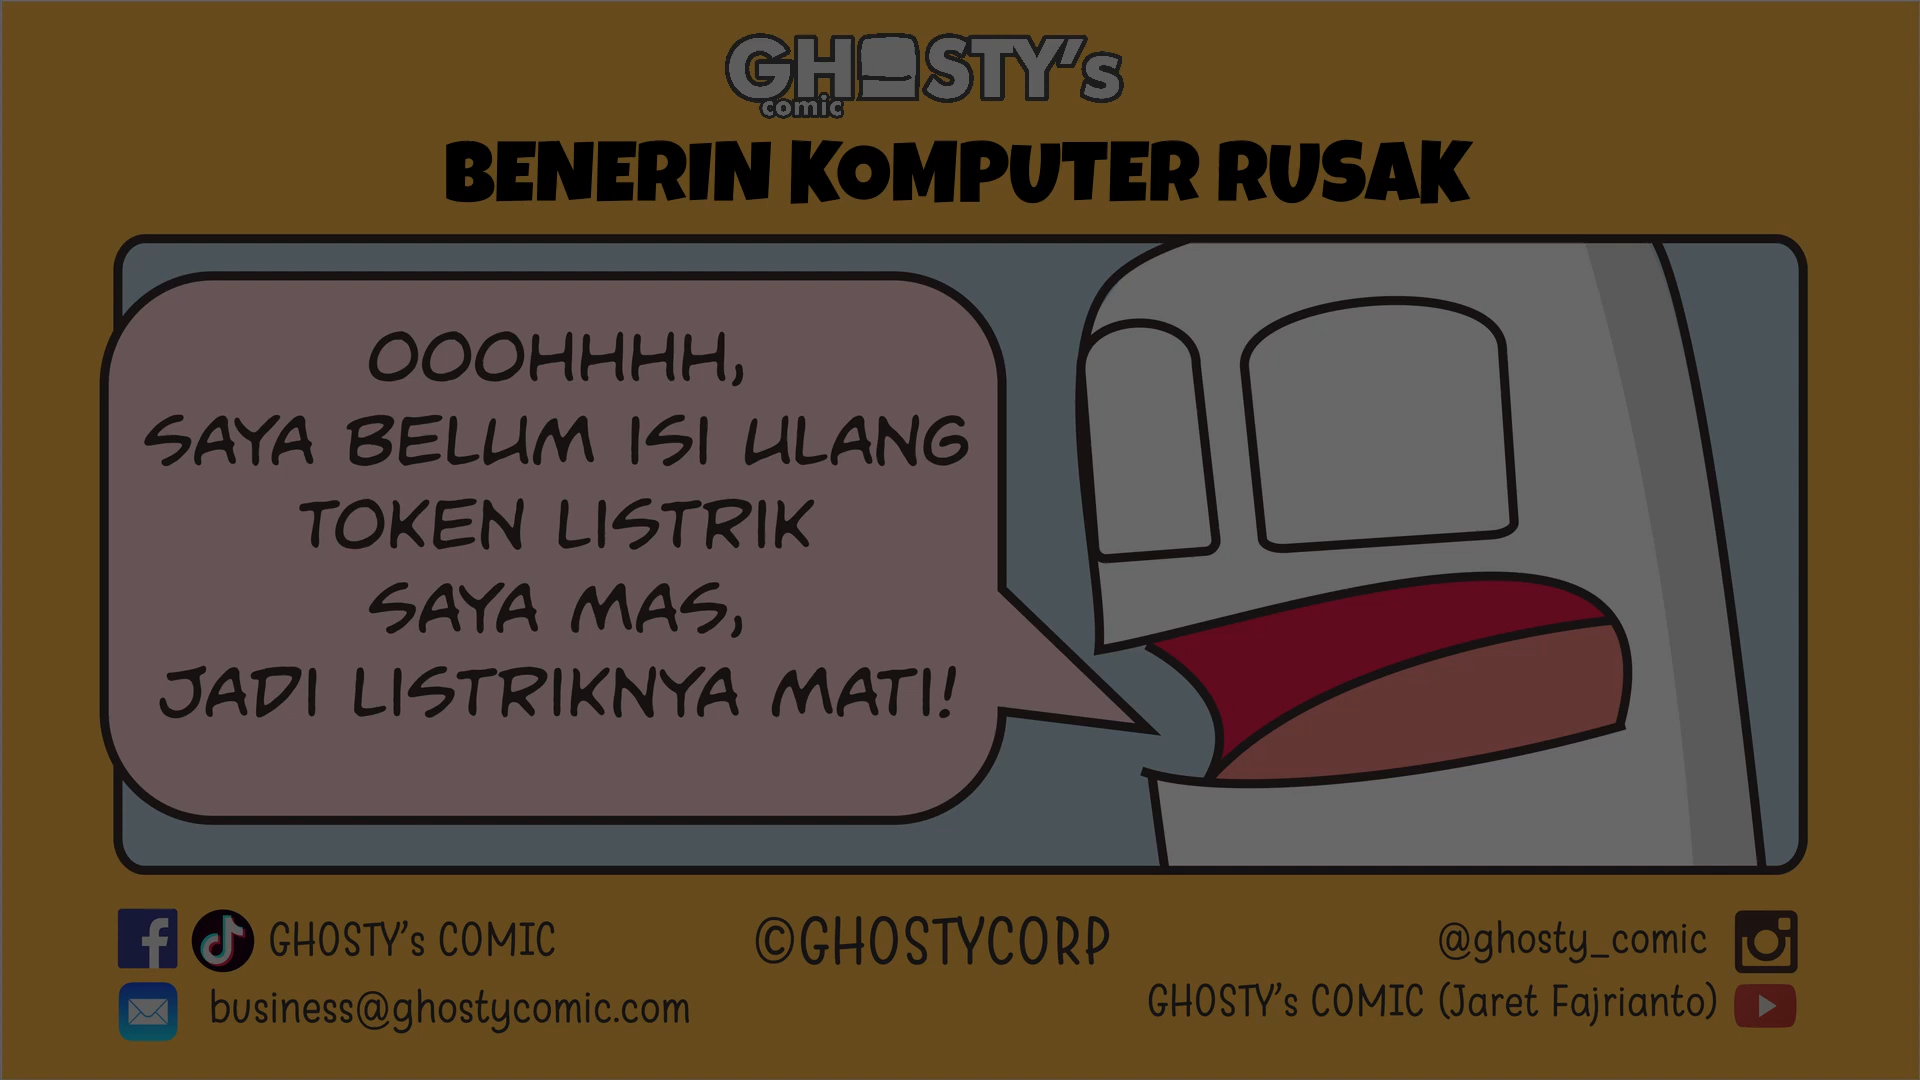 GHOSTY's
comic
BENERIN KOMPUTER RUSAK
OOOHHHH,
SAYA BELUM ISI ULANG
TOKEN LISTRIK
SAYA MAS,
JADI LISTRIKNYA MATI!
GHOSTY's COMIC
©GHOSTYCORP
@ghosty_comic
business@ghostycomic.com
GHOSTY's COMIC (Jaret Fajrianto)